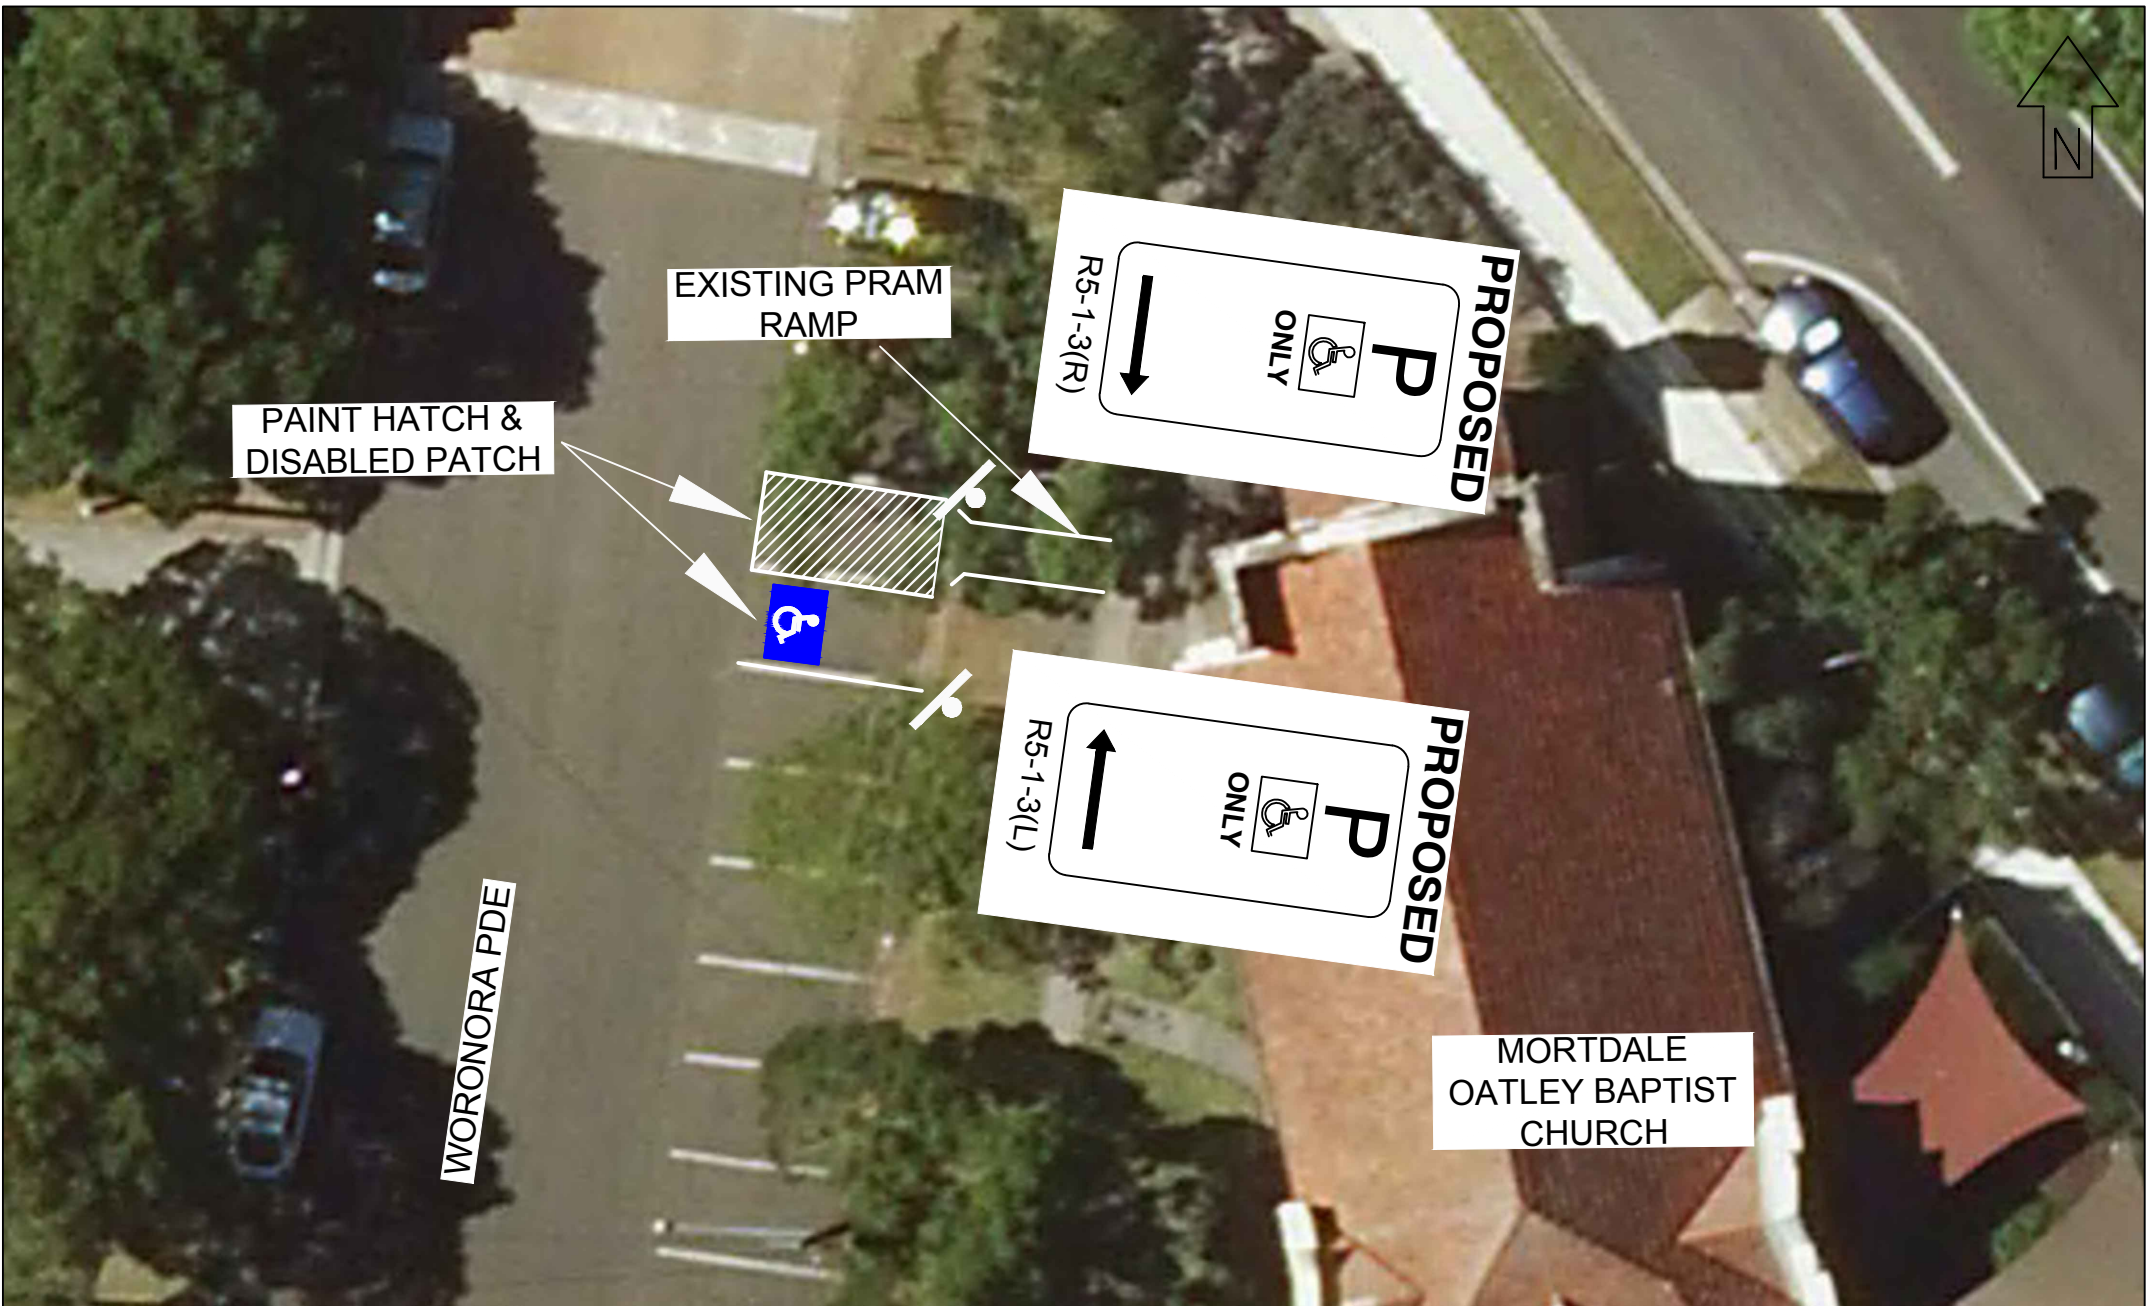 N
EXISTING PRAM
RAMP
PROPOSED
P
ONLY
R5-1-3(R)
PAINT HATCH &
DISABLED PATCH
PROPOSED
P
ONLY
R5-1-3(L)
WORONORA PDE
MORTDALE
OATLEY BAPTIST
CHURCH